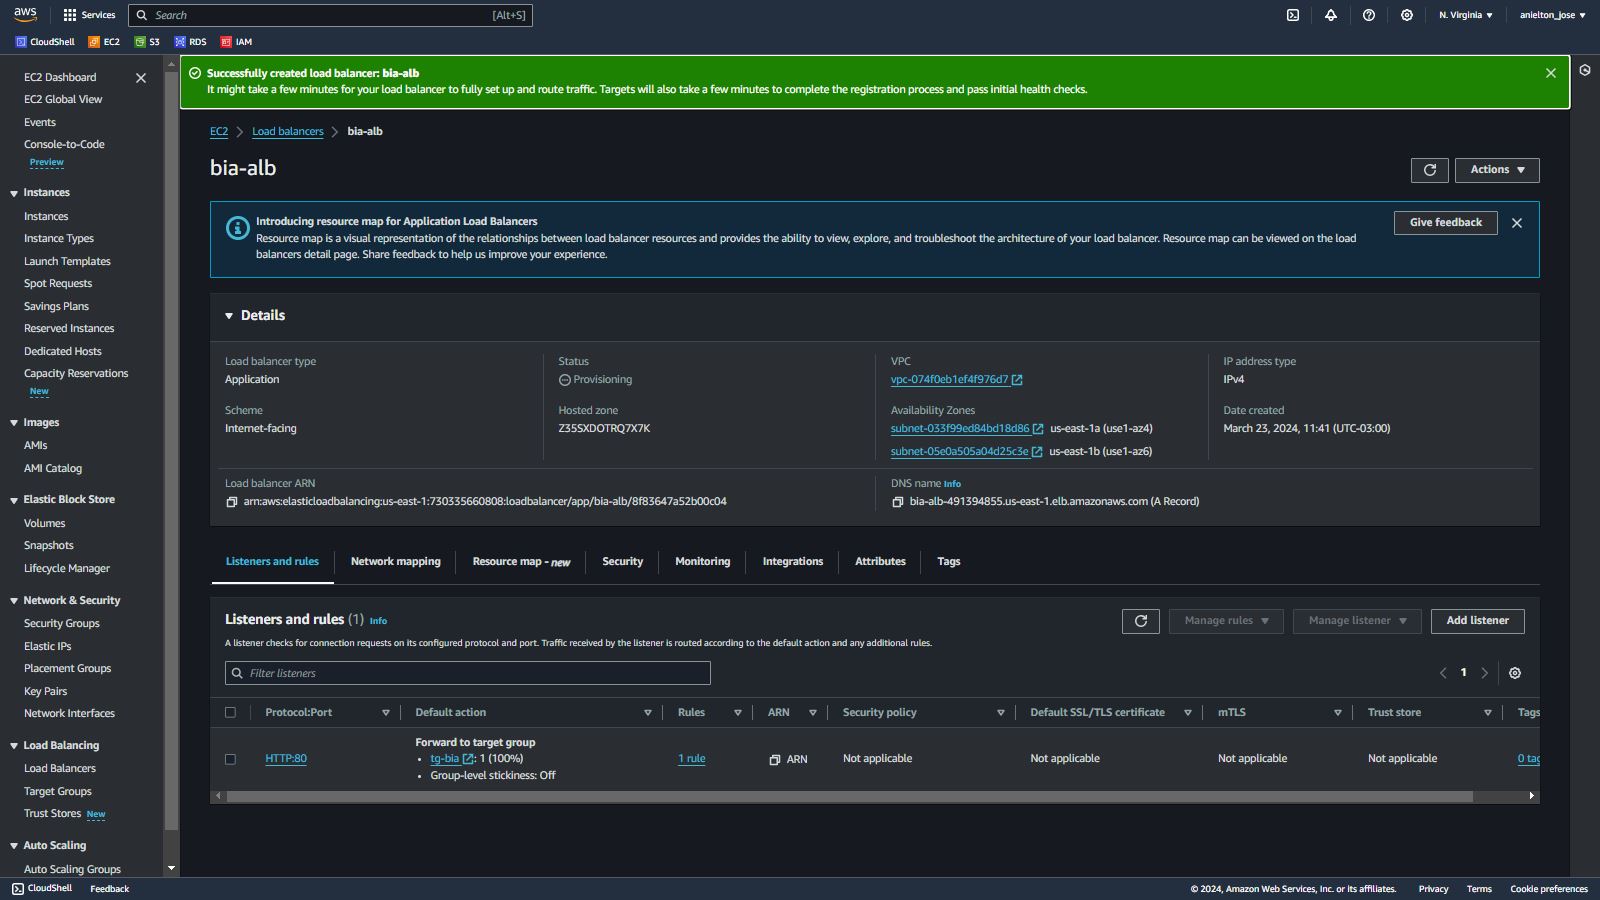 aws
Services
Search
[Alt+S]
N. Virginia
anielton_jose
CloudShell
EC2
S3
RDS
IAM
EC2 Dashboard
EC2 Global View
Events
Console-to-Code
Preview
Instances
Instances
Instance Types
Launch Templates
Spot Requests
Savings Plans
Reserved Instances
Dedicated Hosts
Capacity Reservations
New
Images
AMIs
AMI Catalog
Elastic Block Store
Volumes
Snapshots
Lifecycle Manager
Network & Security
Security Groups
Elastic IPs
Placement Groups
Key Pairs
Network Interfaces
Load Balancing
Load Balancers
Target Groups
Trust Stores New
Auto Scaling
Auto Scaling Groups
Successfully created load balancer: bia-alb
It might take a few minutes for your load balancer to fully set up and route traffic. Targets will also take a few minutes to complete the registration process and pass initial health checks.
EC2
Load balancers
bia-alb
bia-alb
Actions
Introducing resource map for Application Load Balancers
Resource map is a visual representation of the relationships between load balancer resources and provides the ability to view, explore, and troubleshoot the architecture of your load balancer. Resource map can be viewed on the load
balancers detail page. Share feedback to help us improve your experience.
Give feedback
Details
Load balancer type
Application
Status
Provisioning
VPC
vpc-074f0eb1ef4f976d7
IP address type
IPv4
Scheme
Internet-facing
Hosted zone
Z35SXDOTRQ7X7K
Availability Zones
subnet-033f99ed84bd18d86 us-east-1a (use1-az4)
subnet-05e0a505a04d25c3e us-east-1b (use1-az6)
Date created
March 23, 2024, 11:41 (UTC-03:00)
Load balancer ARN
arn:aws:elasticloadbalancing:us-east-1:730335660808:loadbalancer/app/bia-alb/8f83647a52b00c04
DNS name Info
bia-alb-491394855.us-east-1.elb.amazonaws.com (A Record)
Listeners and rules
Network mapping
Resource map - new
Security
Monitoring
Integrations
Attributes
Tags
Listeners and rules (1) Info
A listener checks for connection requests on its configured protocol and port. Traffic received by the listener is routed according to the default action and any additional rules.
Manage rules
Manage listener
Add listener
Filter listeners
1
Protocol:Port
Default action
Rules
ARN
Security policy
Default SSL/TLS certificate
mTLS
Trust store
Tags
HTTP:80
Forward to target group
• tg-bia : 1 (100%)
• Group-level stickiness: Off
1 rule
ARN
Not applicable
Not applicable
Not applicable
Not applicable
0 tag
CloudShell
Feedback
© 2024, Amazon Web Services, Inc. or its affiliates.
Privacy
Terms
Cookie preferences